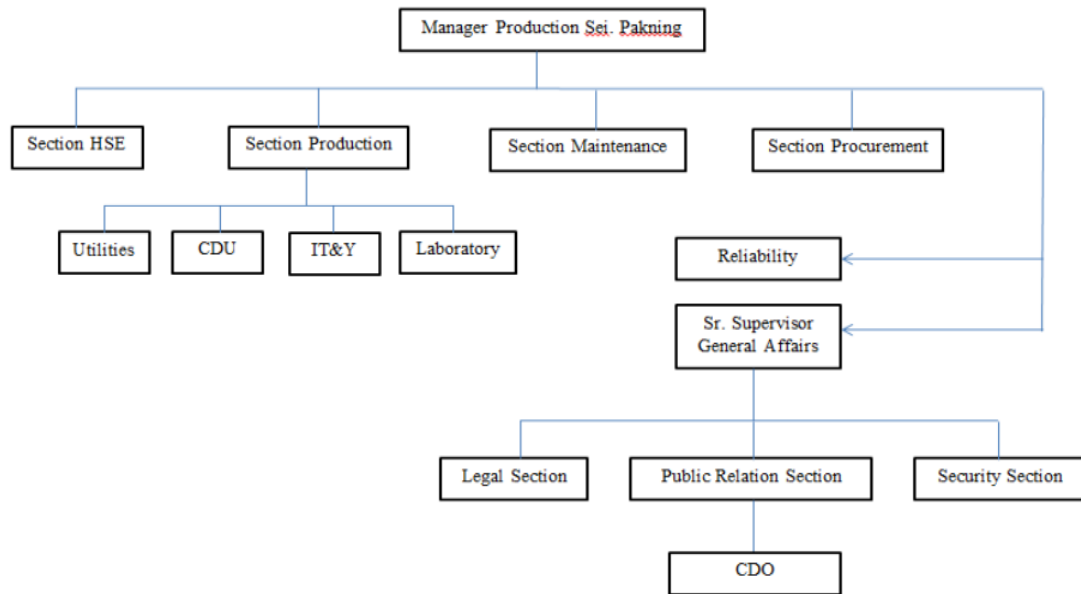 Manager Production Sei. Pakning
Section HSE
Section Production
Section Maintenance
Section Procurement
Utilities
CDU
IT&Y
Laboratory
Reliability
Sr. Supervisor
General Affairs
Legal Section
Public Relation Section
Security Section
CDO